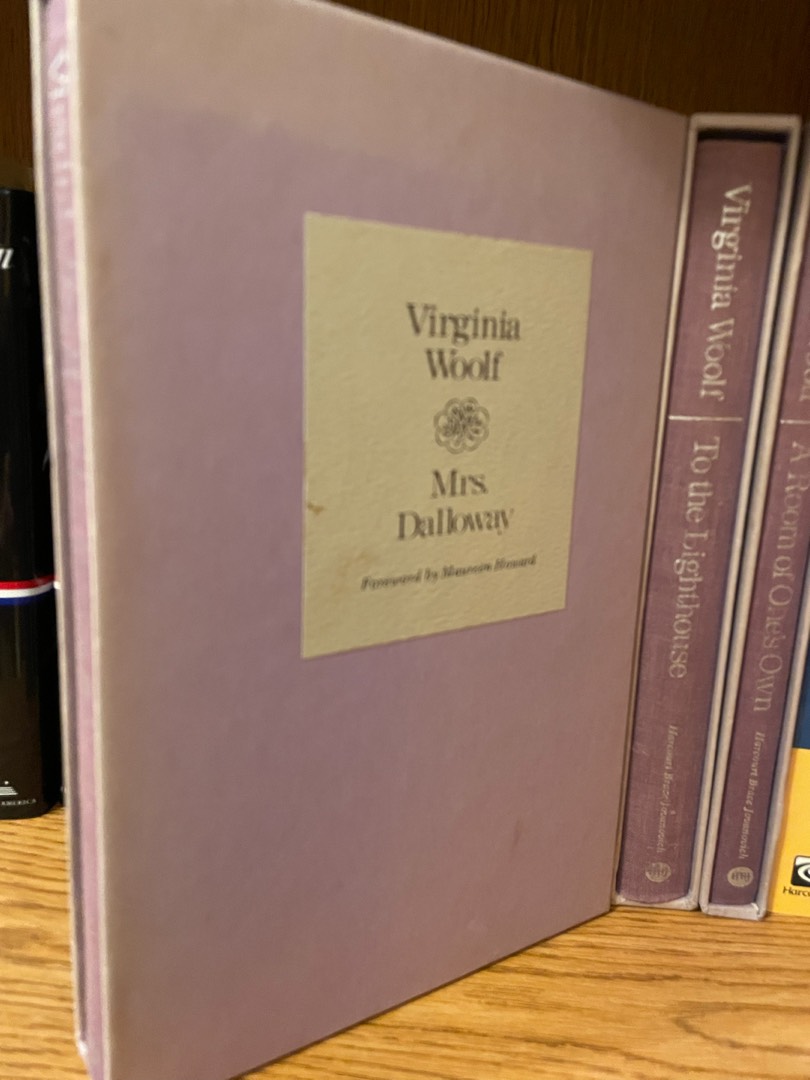 Virginia
Woolf
Mrs.
Dalloway
Foreword by Maureen Howard
Virginia Woolf | To the Lighthouse
Harcourt Brace Jovanovich
A Room of One's Own
Harcourt Brace Jovanovich
AMERICA